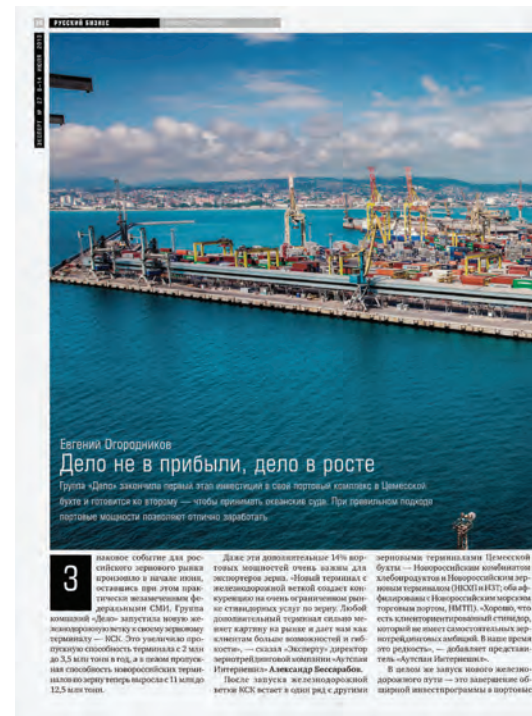 РУССКИЙ БИЗНЕС
ЭКСПЕРТ № 27 8–14 ИЮЛЯ 2013
Евгений Огородников
Дело не в прибыли, дело в росте
Группа «Дело» закончила первый этап инвестиций в свой портовый комплекс в Цемесской
бухте и готовится ко второму — чтобы принимать океанские суда. При правильном подходе
портовые мощности позволяют отлично заработать
Знаковое событие для рос-
сийского зернового рынка
произошло в начале июня,
оставшись при этом прак-
тически незамеченным фе-
деральными СМИ. Группа
компаний «Дело» запустила новую же-
лезнодорожную ветку к своему зерновому
терминалу — КСК. Это увеличило про-
пускную способность терминала с 2 млн
до 3,5 млн тонн в год, а в целом пропуск-
ная способность новороссийских терми-
налов по зерну теперь выросла с 11 млн до
12,5 млн тонн.
Даже эти дополнительные 14% пор-
товых мощностей очень важны для
экспортеров зерна. «Новый терминал с
железнодорожной веткой создает кон-
куренцию на очень ограниченном рын-
ке стивидорных услуг по зерну. Любой
дополнительный терминал сильно ме-
няет картину на рынке и дает нам как
клиентам больше возможностей и гиб-
кости», — сказал «Эксперту» директор
зернотрейдинговой компании «Аутспан
Интернешнл» Александр Бессарабов.
После запуска железнодорожной
ветки КСК встает в один ряд с другими
зерновыми терминалами Цемесской
бухты — Новороссийским комбинатом
хлебопродуктов и Новороссийским зер-
новым терминалом (НКХП и НЗТ; оба аф-
филированы с Новороссийским морским
торговым портом, НМТП). «Хорошо, что
есть клиентоориентированный стивидор,
который не имеет самостоятельных зер-
нотрейдинговых амбиций. В наше время
это редкость», — добавляет представи-
тель «Аутспан Интернешнл».
В целом же запуск нового железно-
дорожного пути — это завершение об-
ширной инвестпрограммы в портовые